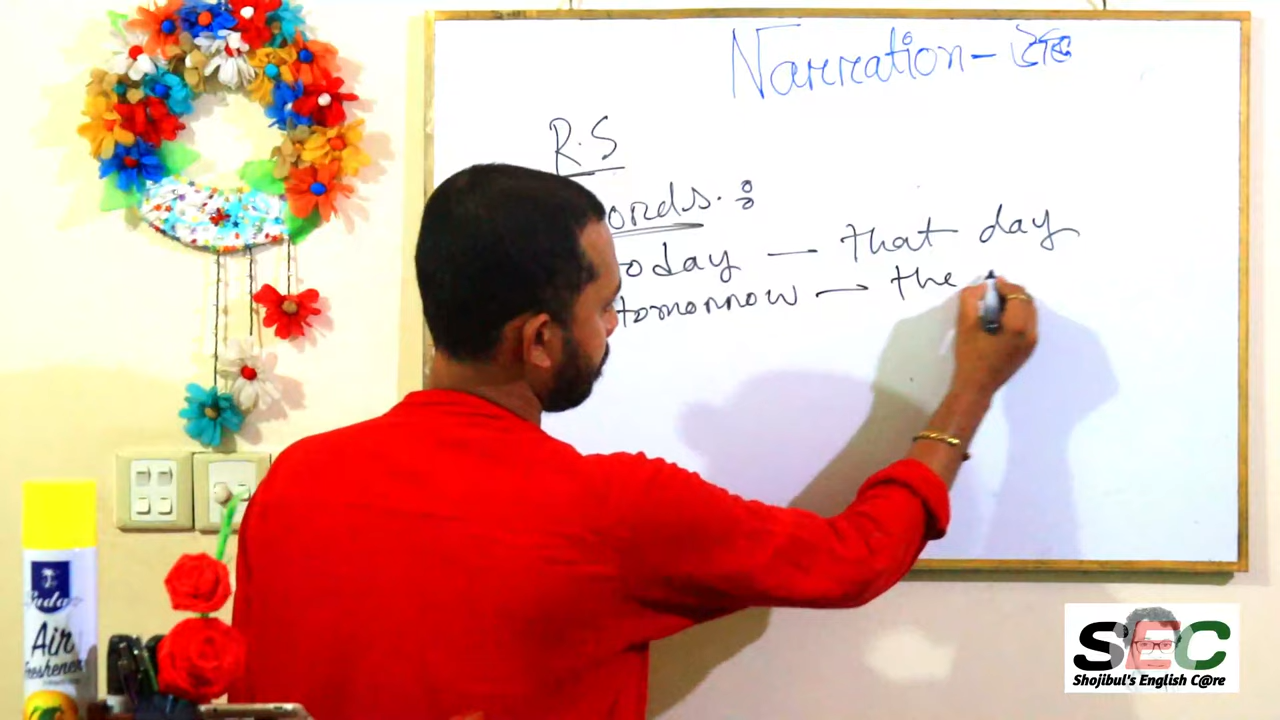 Narration -
R.S
ords. :
oday — that day
tomorrow — the
SEC
Shojibul's English C@re
Air
Freshener